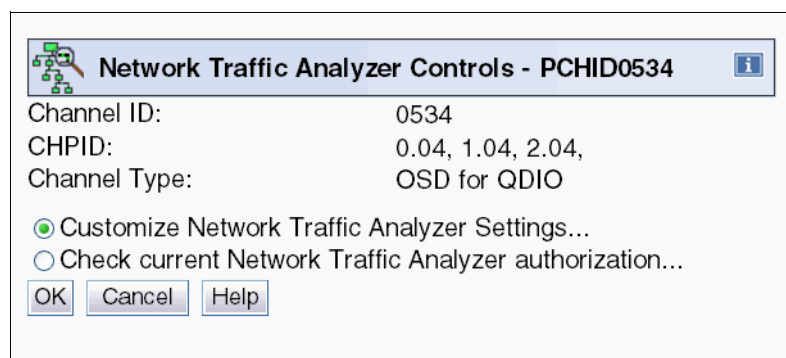 Network Traffic Analyzer Controls - PCHID0534 i
Channel ID: 0534
CHPID: 0.04, 1.04, 2.04,
Channel Type: OSD for QDIO
Customize Network Traffic Analyzer Settings...
Check current Network Traffic Analyzer authorization...
OK Cancel Help